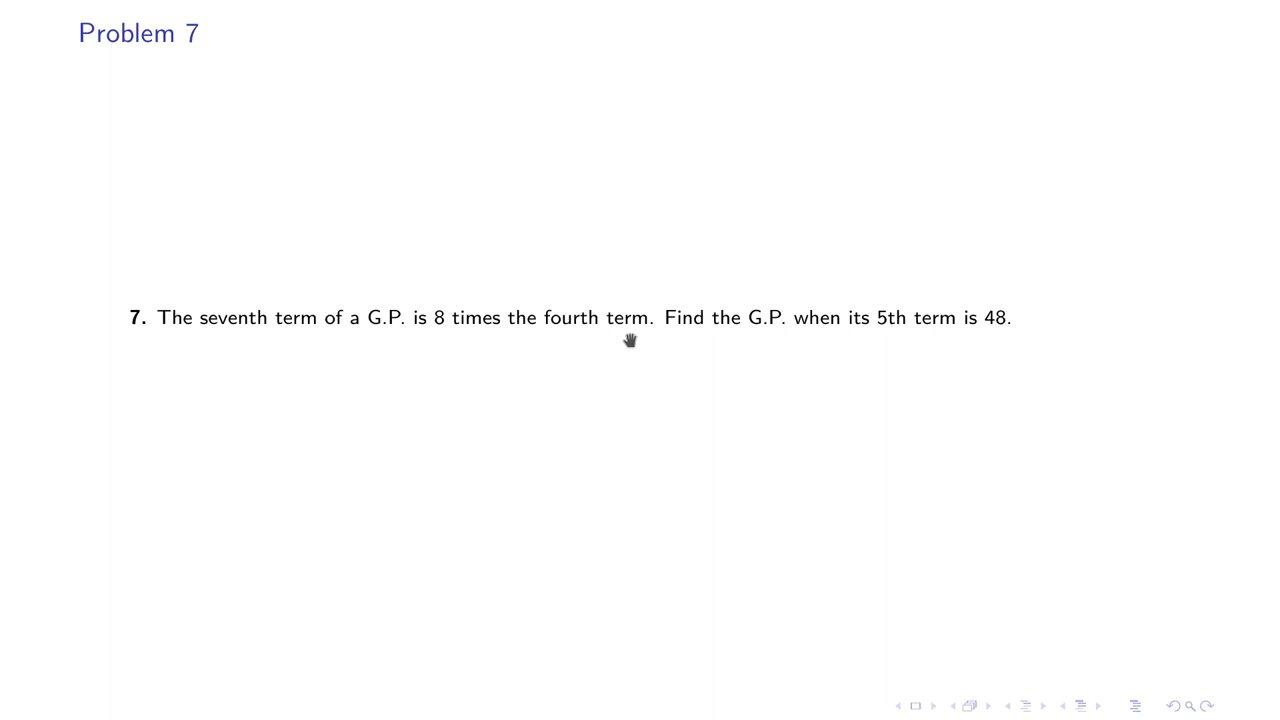 Problem 7
7. The seventh term of a G.P. is 8 times the fourth term. Find the G.P. when its 5th term is 48.